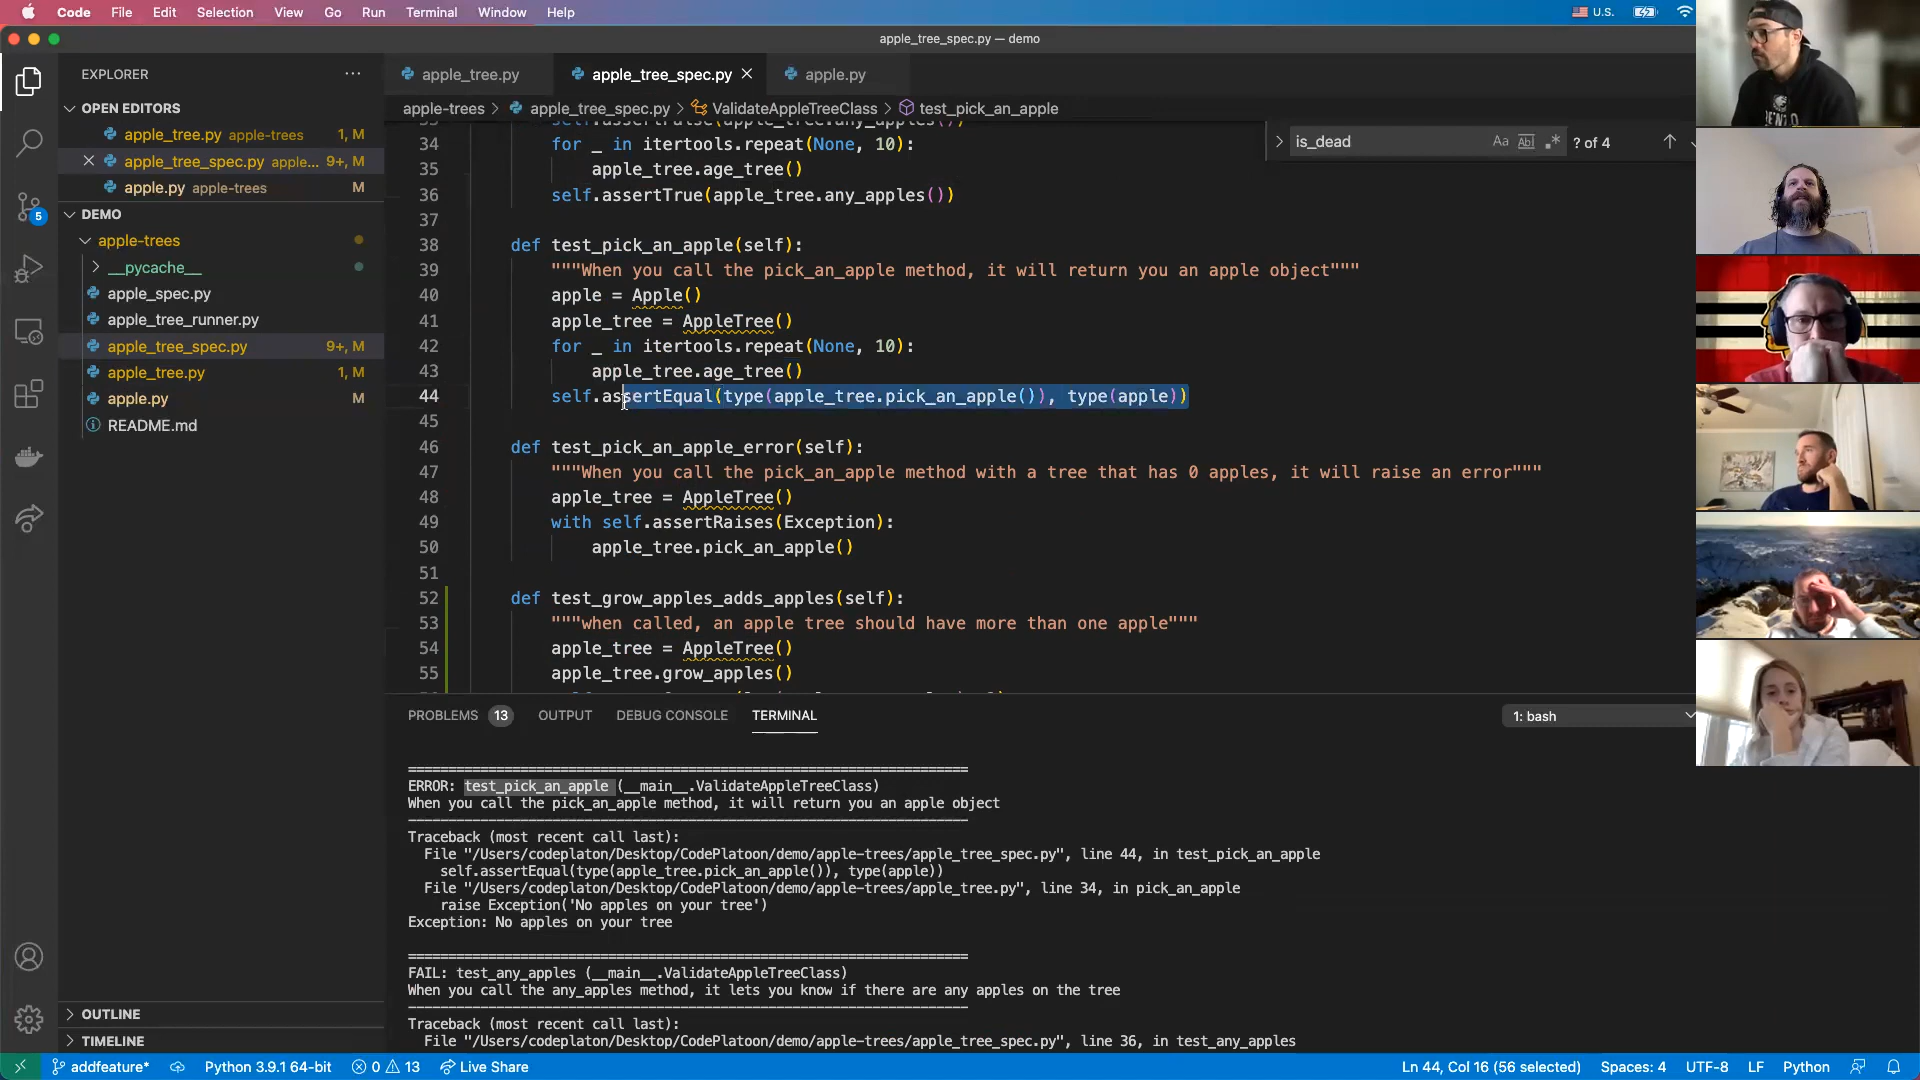 Code File Edit Selection View Go Run Terminal Window Help U.S.
apple_tree_spec.py — demo
EXPLORER
OPEN EDITORS
apple_tree.py apple-trees 1, M
apple_tree_spec.py apple... 9+, M
apple.py apple-trees M
DEMO
apple-trees
__pycache__
apple_spec.py
apple_tree_runner.py
apple_tree_spec.py 9+, M
apple_tree.py 1, M
apple.py M
README.md
OUTLINE
TIMELINE
5
apple_tree.py apple_tree_spec.py apple.py
apple-trees > apple_tree_spec.py > ValidateAppleTreeClass > test_pick_an_apple
is_dead Aa Ab| .* ? of 4
34 for _ in itertools.repeat(None, 10):
35 apple_tree.age_tree()
36 self.assertTrue(apple_tree.any_apples())
37
38 def test_pick_an_apple(self):
39 """When you call the pick_an_apple method, it will return you an apple object"""
40 apple = Apple()
41 apple_tree = AppleTree()
42 for _ in itertools.repeat(None, 10):
43 apple_tree.age_tree()
44 self.assertEqual(type(apple_tree.pick_an_apple()), type(apple))
45
46 def test_pick_an_apple_error(self):
47 """When you call the pick_an_apple method with a tree that has 0 apples, it will raise an error"""
48 apple_tree = AppleTree()
49 with self.assertRaises(Exception):
50 apple_tree.pick_an_apple()
51
52 def test_grow_apples_adds_apples(self):
53 """when called, an apple tree should have more than one apple"""
54 apple_tree = AppleTree()
55 apple_tree.grow_apples()
PROBLEMS 13 OUTPUT DEBUG CONSOLE TERMINAL 1: bash
======================================================================
ERROR: test_pick_an_apple (__main__.ValidateAppleTreeClass)
When you call the pick_an_apple method, it will return you an apple object
----------------------------------------------------------------------
Traceback (most recent call last):
File "/Users/codeplaton/Desktop/CodePlatoon/demo/apple-trees/apple_tree_spec.py", line 44, in test_pick_an_apple
self.assertEqual(type(apple_tree.pick_an_apple()), type(apple))
File "/Users/codeplaton/Desktop/CodePlatoon/demo/apple-trees/apple_tree.py", line 34, in pick_an_apple
raise Exception('No apples on your tree')
Exception: No apples on your tree
======================================================================
FAIL: test_any_apples (__main__.ValidateAppleTreeClass)
When you call the any_apples method, it lets you know if there are any apples on the tree
----------------------------------------------------------------------
Traceback (most recent call last):
File "/Users/codeplaton/Desktop/CodePlatoon/demo/apple-trees/apple_tree_spec.py", line 36, in test_any_apples
addfeature* Python 3.9.1 64-bit 0 13 Live Share Ln 44, Col 16 (56 selected) Spaces: 4 UTF-8 LF Python